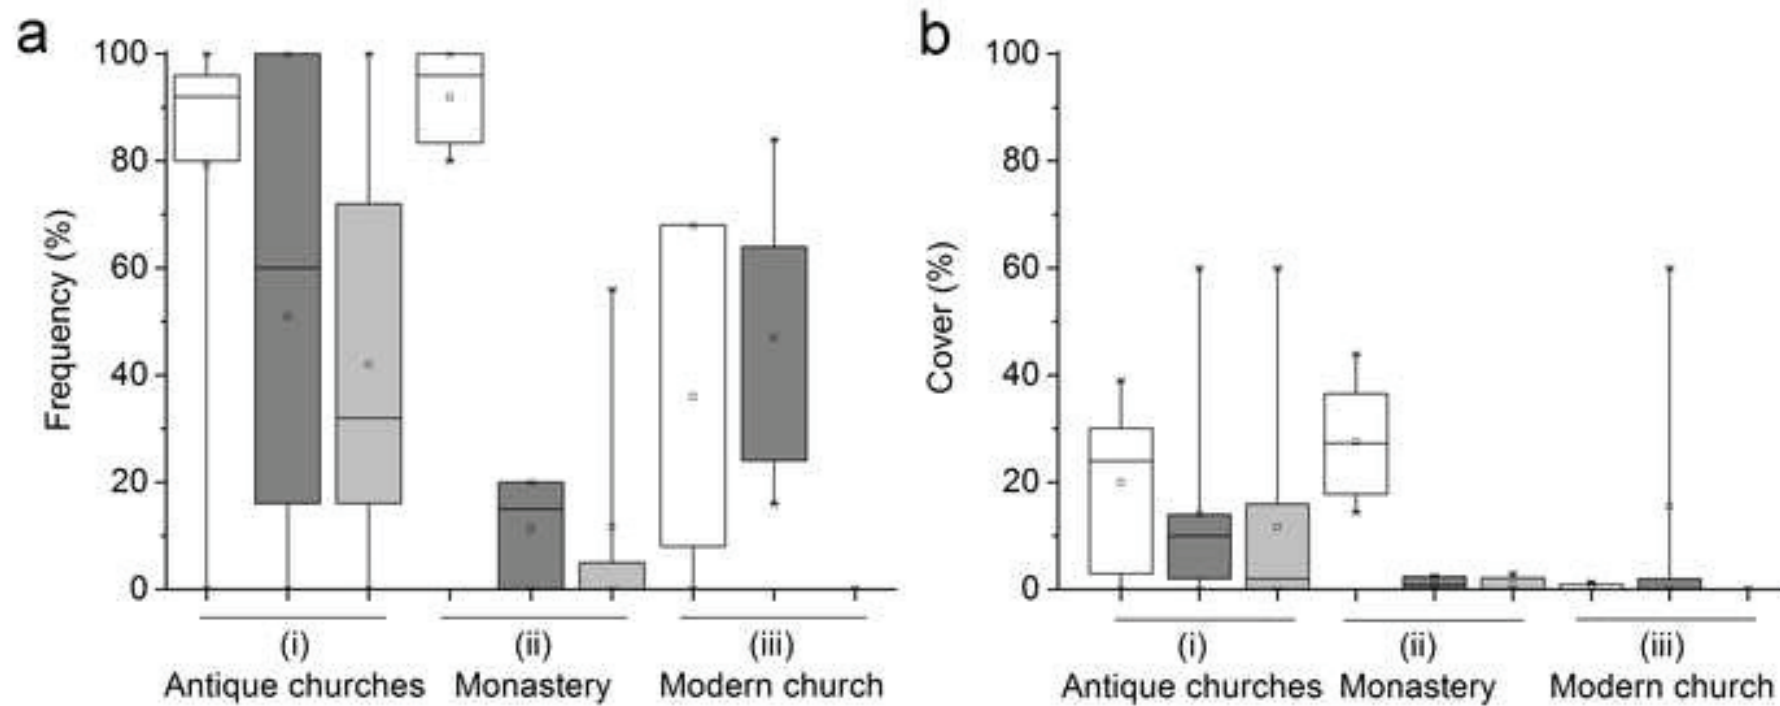 a
100
80
60
40
20
0
Frequency (%)
(i)
(ii)
(iii)
Antique churches
Monastery
Modern church
b
100
80
60
40
20
0
Cover (%)
(i)
(ii)
(iii)
Antique churches
Monastery
Modern church